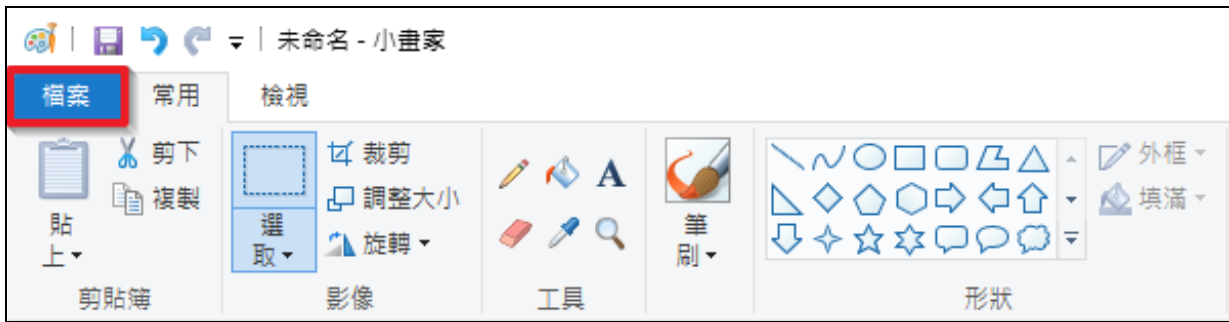 未命名 - 小畫家
檔案 常用 檢視
剪下
複製
貼上
剪貼簿
選取
裁剪
調整大小
旋轉
影像
A
工具
筆刷
形狀
外框
填滿